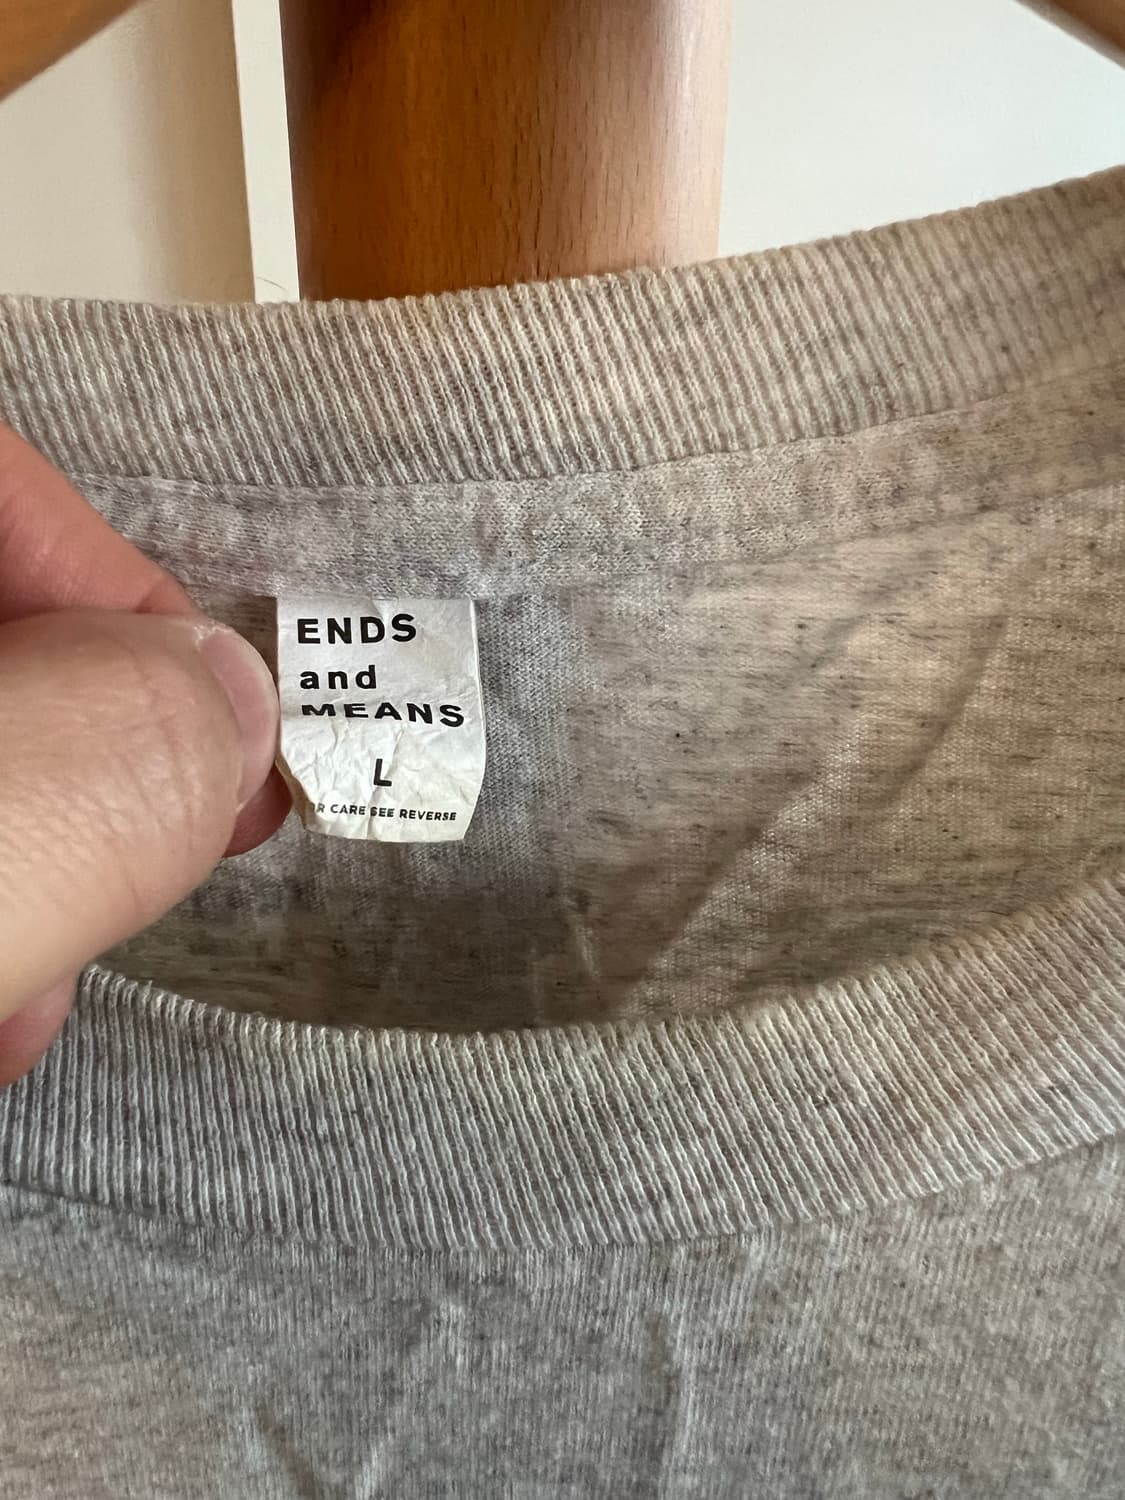 ENDS
and
MEANS
L
R CARE SEE REVERSE